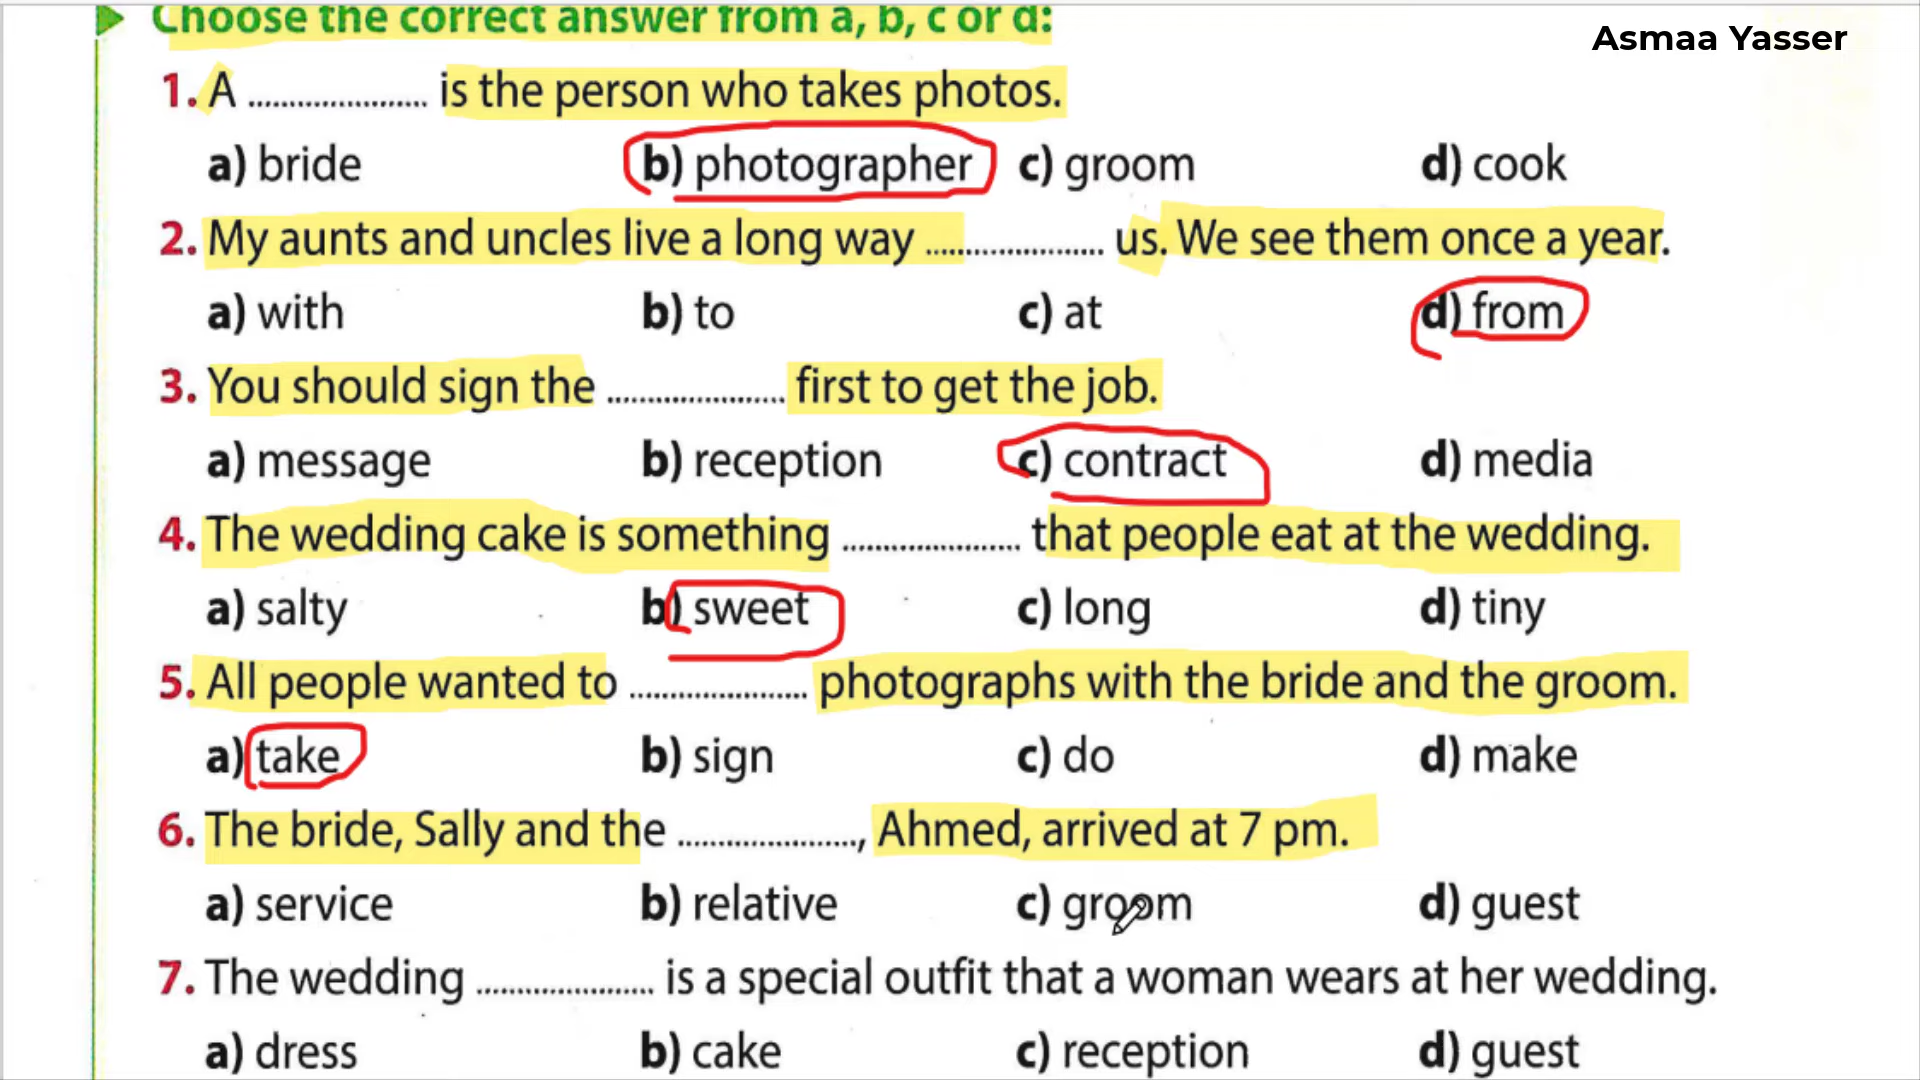 Choose the correct answer from a, b, c or d:
Asmaa Yasser
1. A ...................... is the person who takes photos.
a) bride b) photographer c) groom d) cook
2. My aunts and uncles live a long way ...................... us. We see them once a year.
a) with b) to c) at d) from
3. You should sign the ...................... first to get the job.
a) message b) reception c) contract d) media
4. The wedding cake is something ...................... that people eat at the wedding.
a) salty b) sweet c) long d) tiny
5. All people wanted to ...................... photographs with the bride and the groom.
a) take b) sign c) do d) make
6. The bride, Sally and the ......................, Ahmed, arrived at 7 pm.
a) service b) relative c) groom d) guest
7. The wedding ...................... is a special outfit that a woman wears at her wedding.
a) dress b) cake c) reception d) guest